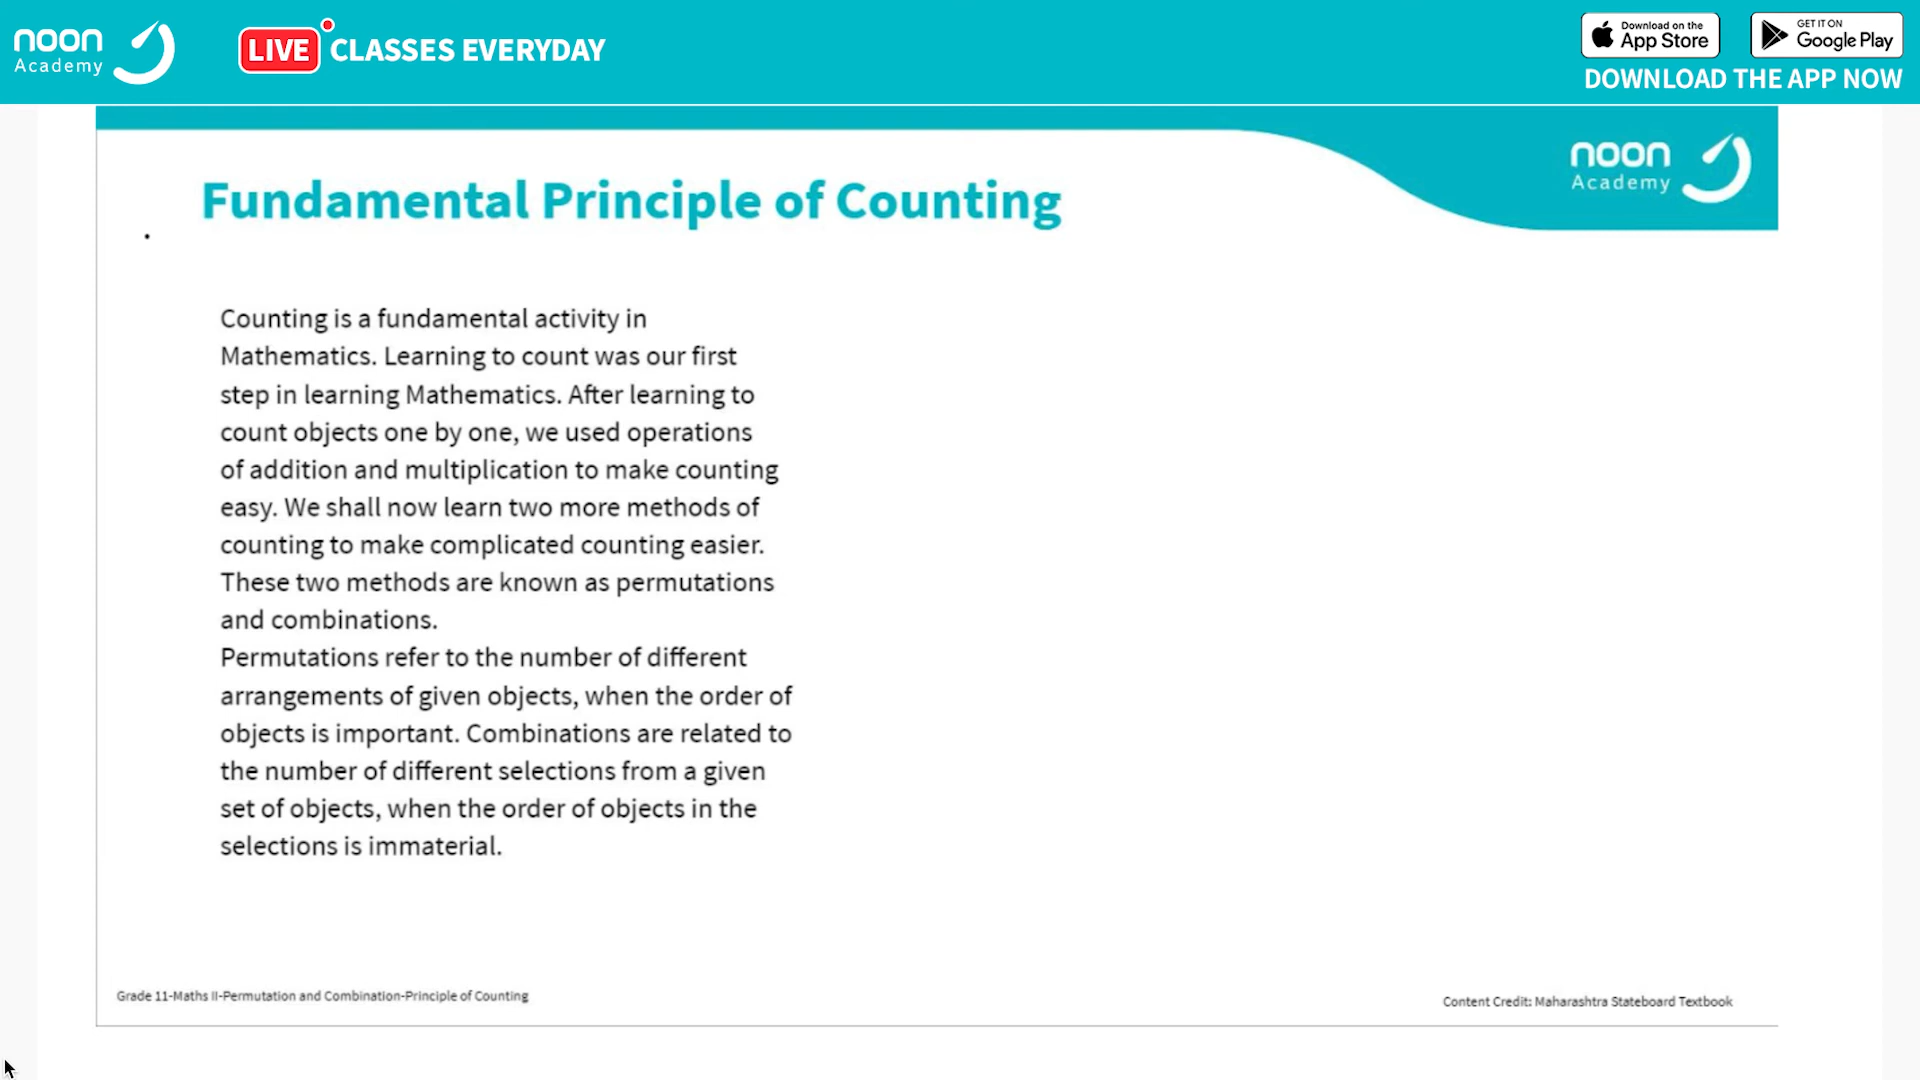 noon
Academy
LIVE CLASSES EVERYDAY
Download on the
App Store
GET IT ON
Google Play
DOWNLOAD THE APP NOW
noon
Academy
Fundamental Principle of Counting
Counting is a fundamental activity in
Mathematics. Learning to count was our first
step in learning Mathematics. After learning to
count objects one by one, we used operations
of addition and multiplication to make counting
easy. We shall now learn two more methods of
counting to make complicated counting easier.
These two methods are known as permutations
and combinations.
Permutations refer to the number of different
arrangements of given objects, when the order of
objects is important. Combinations are related to
the number of different selections from a given
set of objects, when the order of objects in the
selections is immaterial.
Grade 11-Maths II-Permutation and Combination-Principle of Counting
Content Credit: Maharashtra Stateboard Textbook